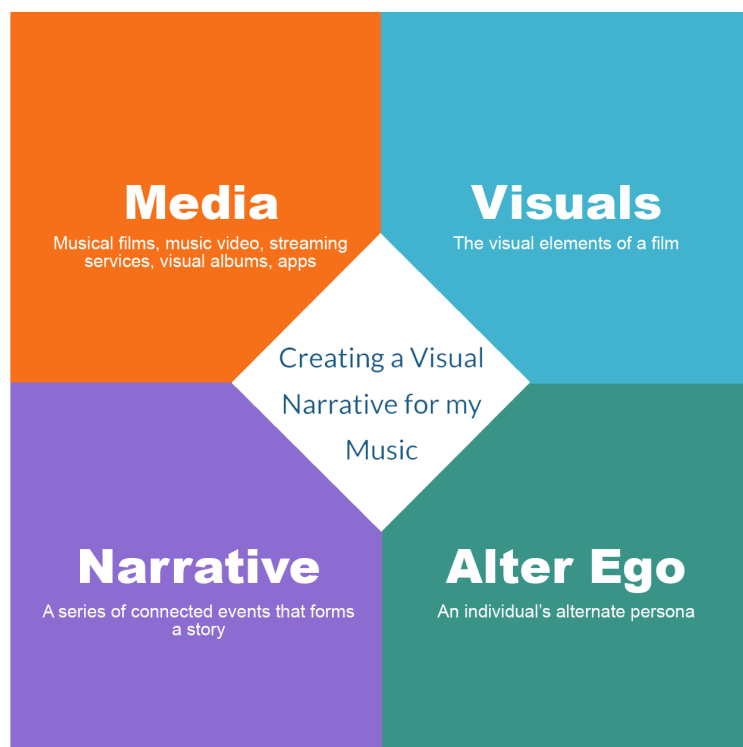 Media
Musical films, music video, streaming
services, visual albums, apps
Visuals
The visual elements of a film
Creating a Visual
Narrative for my
Music
Narrative
A series of connected events that forms
a story
Alter Ego
An individual’s alternate persona